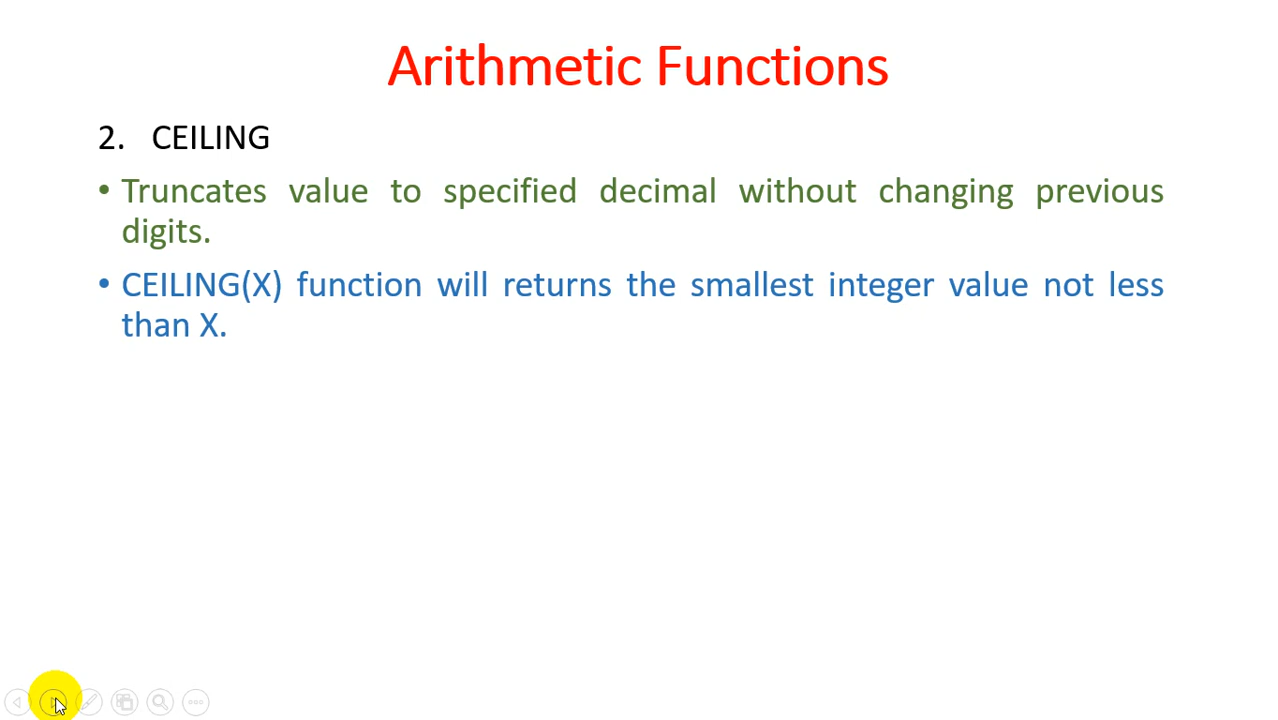 Arithmetic Functions
2. CEILING
• Truncates value to specified decimal without changing previous
digits.
• CEILING(X) function will returns the smallest integer value not less
than X.